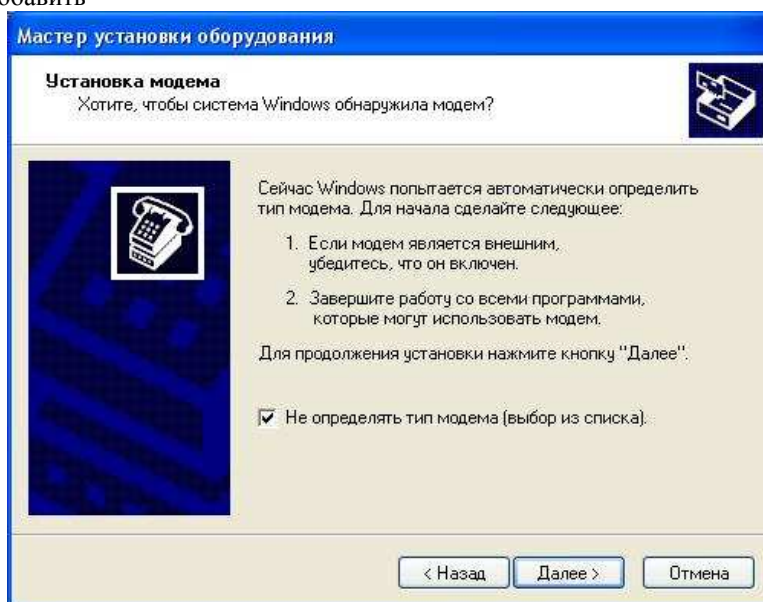 обавить
Мастер установки оборудования
Установка модема
Хотите, чтобы система Windows обнаружила модем?
Сейчас Windows попытается автоматически определить
тип модема. Для начала сделайте следующее:
1. Если модем является внешним,
убедитесь, что он включен.
2. Завершите работу со всеми программами,
которые могут использовать модем.
Для продолжения установки нажмите кнопку "Далее".
Не определять тип модема (выбор из списка).
< Назад Далее > Отмена